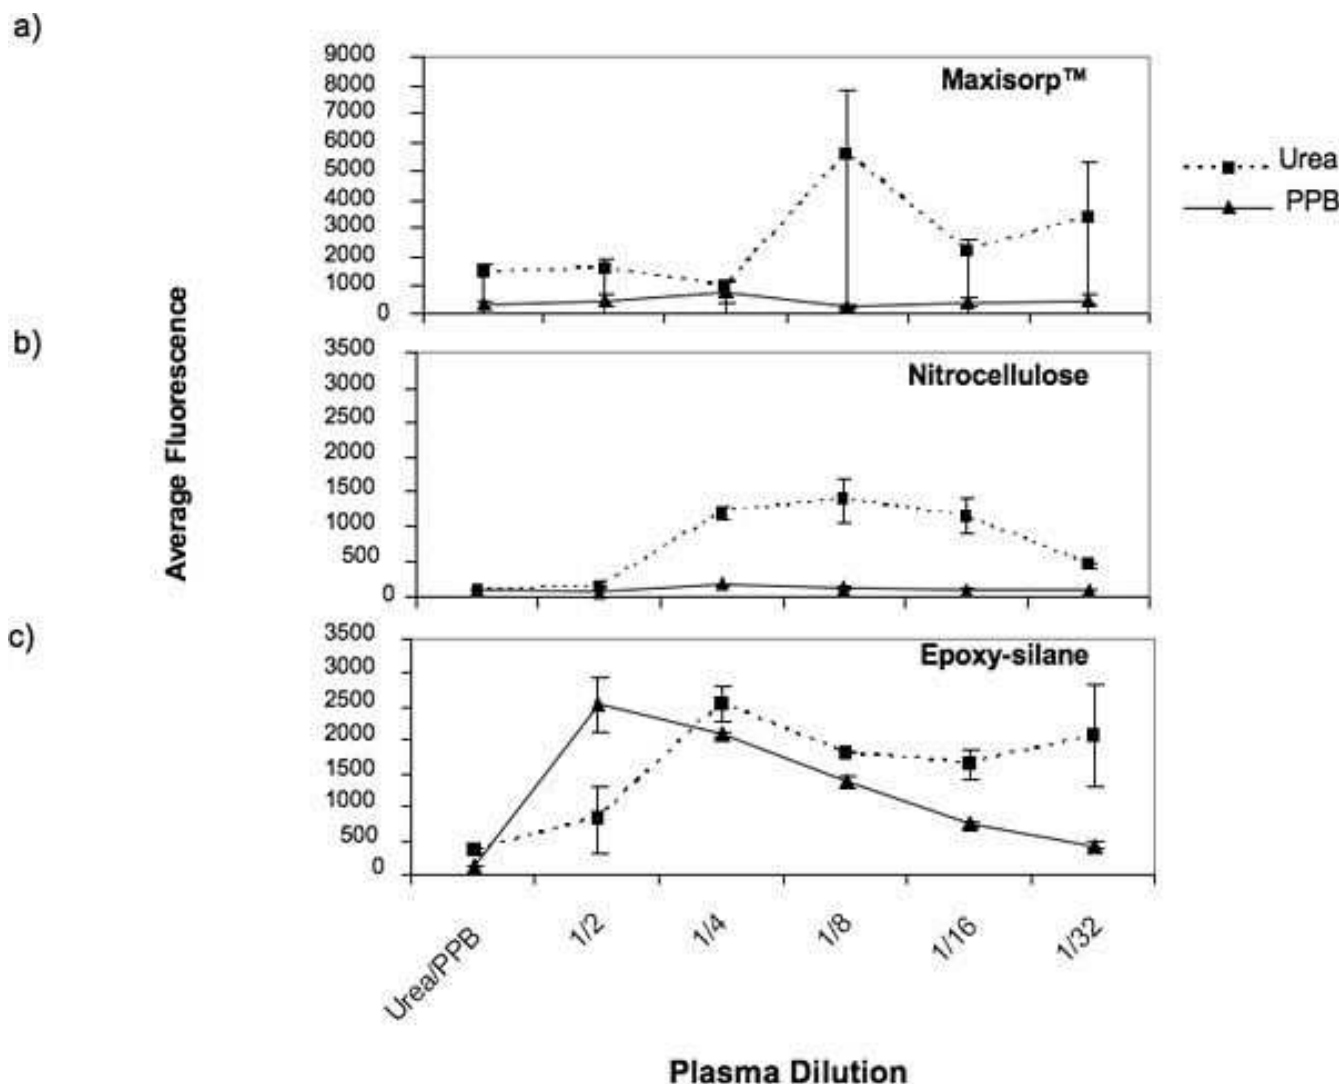 a)
9000
8000
7000
6000
5000
4000
3000
2000
1000
0
Maxisorp™
Urea
PPB
b)
3500
3000
2500
2000
1500
1000
500
0
Nitrocellulose
Average Fluorescence
c)
3500
3000
2500
2000
1500
1000
500
0
Epoxy-silane
Urea/PPB
1/2
1/4
1/8
1/16
1/32
Plasma Dilution